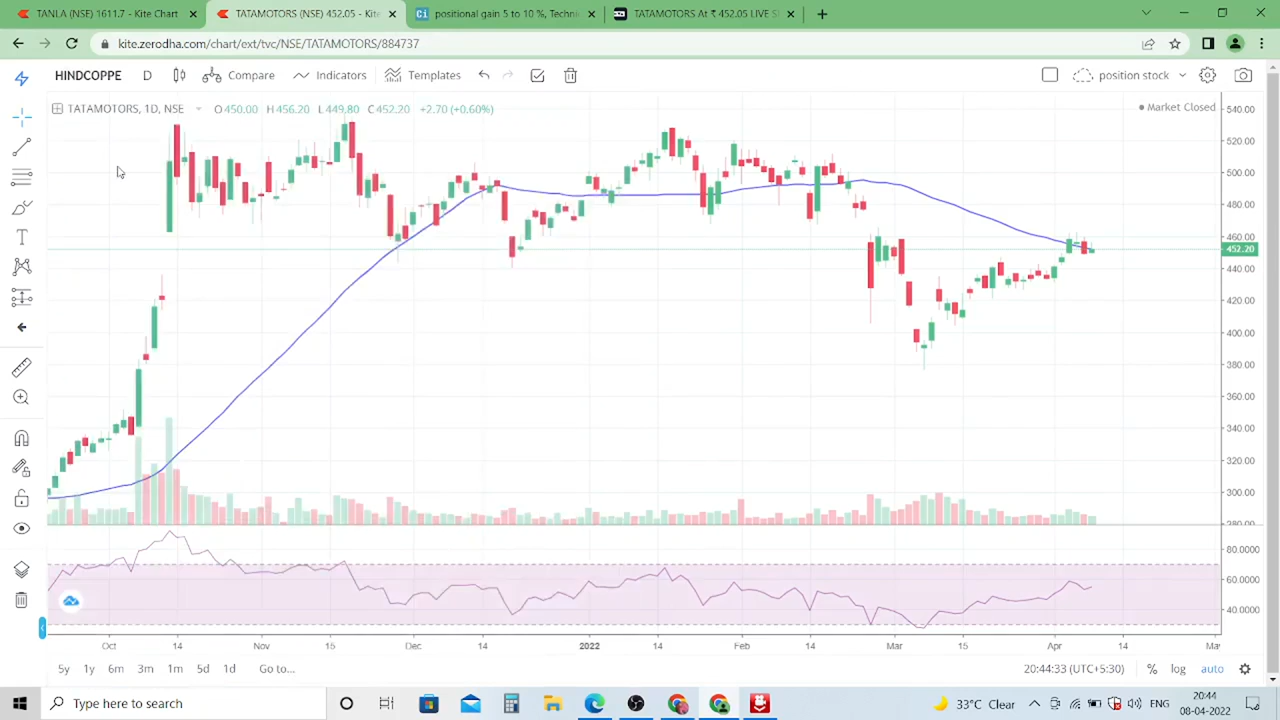 TANLA (NSE) 1611.7 - Kite Chart
TATAMOTORS (NSE) 452.05 - Kite
positional gain 5 to 10 %, Techni
TATAMOTORS At ₹ 452.05 LIVE S
kite.zerodha.com/chart/ext/tvc/NSE/TATAMOTORS/884737
HINDCOPPE D Compare Indicators Templates position stock
TATAMOTORS, 1D, NSE O450.00 H456.20 L449.80 C452.20 +2.70 (+0.60%)
Market Closed
540.00
520.00
500.00
480.00
460.00
452.20
440.00
420.00
400.00
380.00
360.00
340.00
320.00
300.00
280.00
80.0000
60.0000
40.0000
Oct 14 Nov 15 Dec 14 2022 14 Feb 14 Mar 15 Apr 14 May
5y 1y 6m 3m 1m 5d 1d Go to... 20:44:33 (UTC+5:30) % log auto
Type here to search
33°C Clear
ENG
20:44
08-04-2022